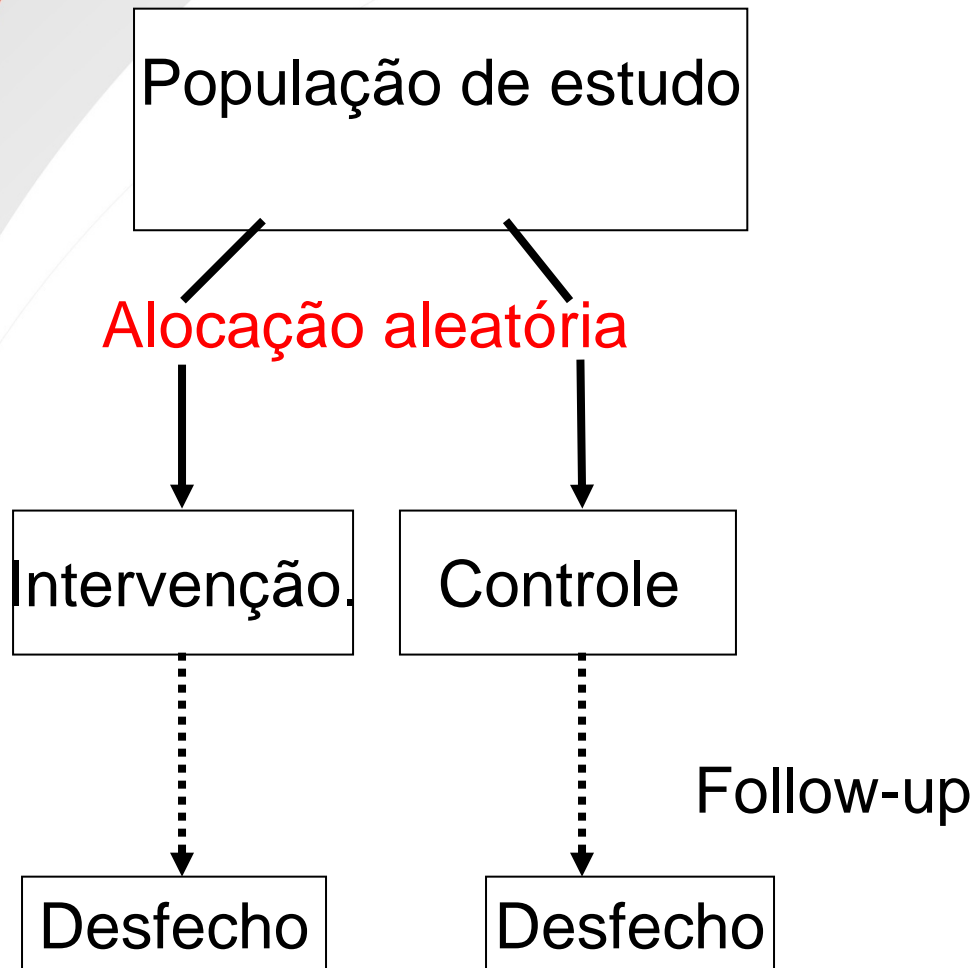 População de estudo
Alocação aleatória
Intervenção.
Controle
Follow-up
Desfecho
Desfecho